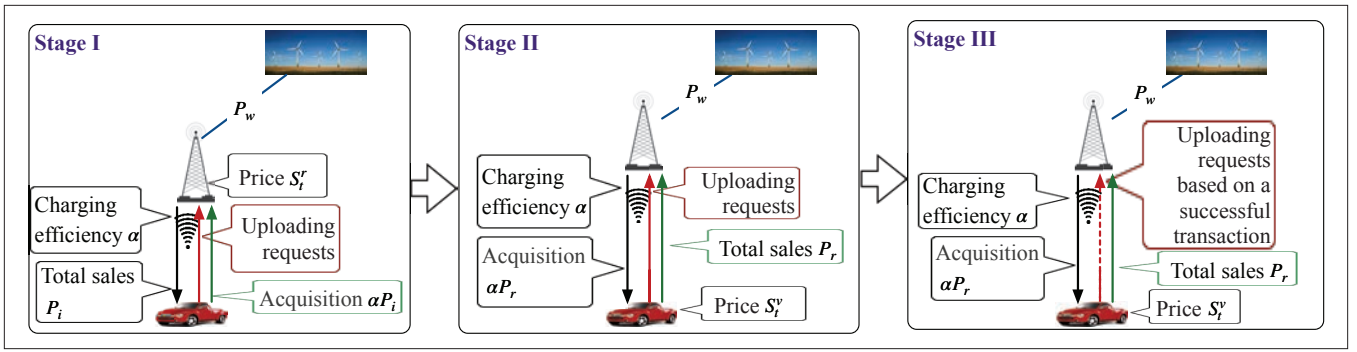 Stage I
P_w
Price S_t^r
Charging
efficiency α
Uploading
requests
Total sales
P_i
Acquisition αP_i
Stage II
P_w
Charging
efficiency α
Uploading
requests
Acquisition
αP_r
Total sales P_r
Price S_t^v
Stage III
P_w
Uploading
requests
based on a
successful
transaction
Charging
efficiency α
Acquisition
αP_r
Total sales P_r
Price S_t^v